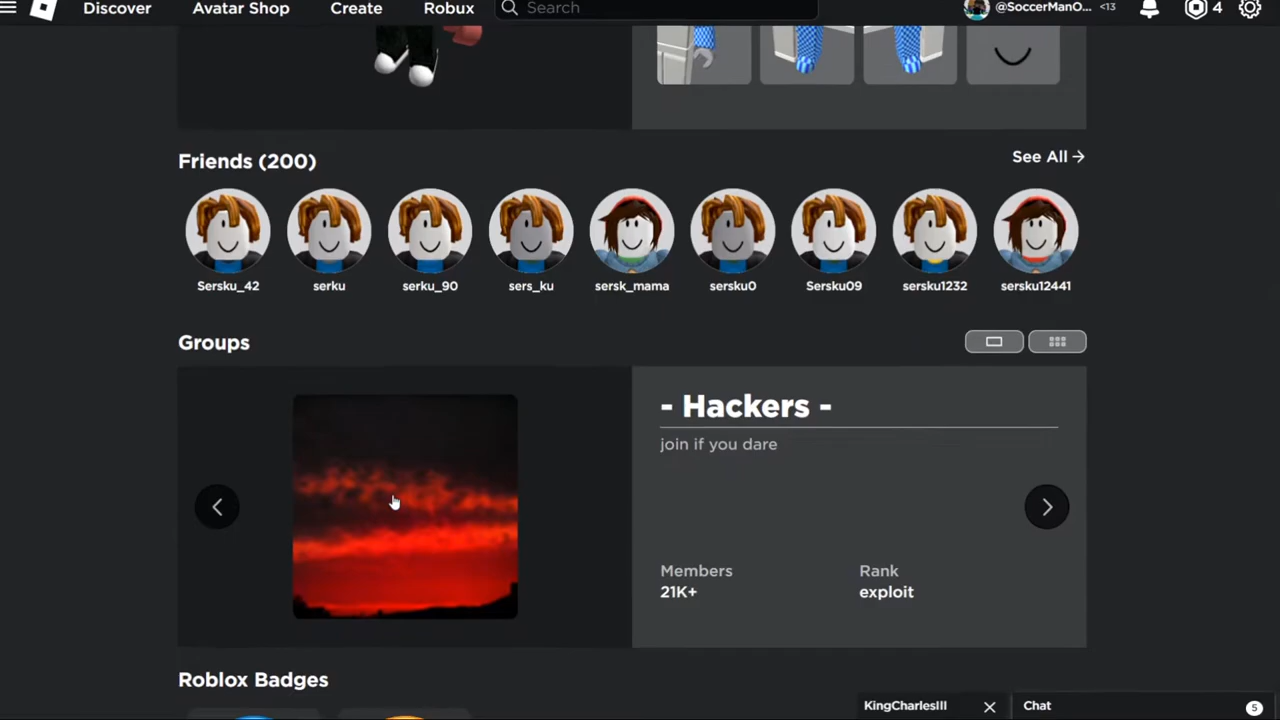 Discover Avatar Shop Create Robux Search @SoccerManO... <13 4
Friends (200) See All
Sersku_42 serku serku_90 sers_ku sersk_mama sersku0 Sersku09 sersku1232 sersku12441
Groups
- Hackers -
join if you dare
Members Rank
21K+ exploit
Roblox Badges
KingCharlesIII Chat 5